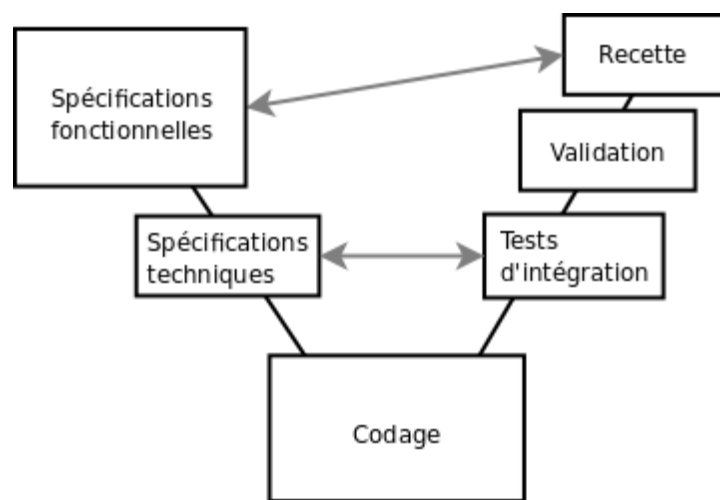 Spécifications
fonctionnelles
Recette
Validation
Spécifications
techniques
Tests
d'intégration
Codage